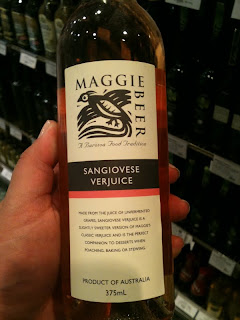 MAGGIE
BEER
A Barossa Food Tradition
SANGIOVESE
VERJUICE
MADE FROM THE JUICE OF UNFERMENTED
GRAPES, SANGIOVESE VERJUICE IS A
SLIGHTLY SWEETER VERSION OF MAGGIE'S
CLASSIC VERJUICE AND IS THE PERFECT
COMPANION TO DESSERTS WHEN
POACHING, BAKING OR STEWING.
PRODUCT OF AUSTRALIA
375mL